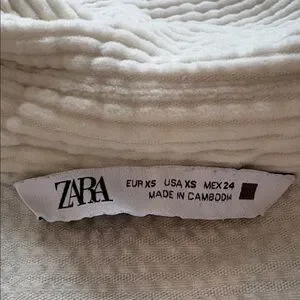 ZARA
EUR XS USA XS MEX 24
MADE IN CAMBODIA